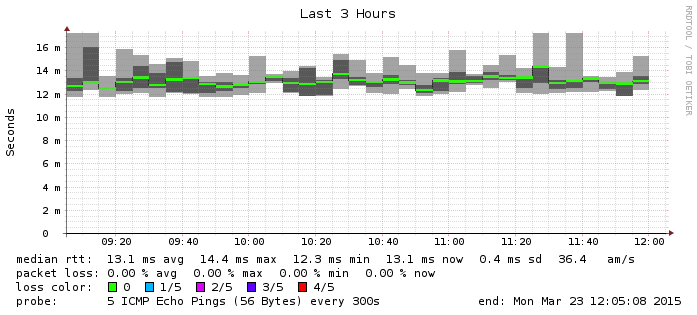 Last 3 Hours
RRDTOOL / TOBI OETIKER
Seconds
16 m
14 m
12 m
10 m
8 m
6 m
4 m
2 m
0
09:20 09:40 10:00 10:20 10:40 11:00 11:20 11:40 12:00
median rtt: 13.1 ms avg 14.4 ms max 12.3 ms min 13.1 ms now 0.4 ms sd 36.4 am/s
packet loss: 0.00 % avg 0.00 % max 0.00 % min 0.00 % now
loss color: 0 1/5 2/5 3/5 4/5
probe: 5 ICMP Echo Pings (56 Bytes) every 300s end: Mon Mar 23 12:05:08 2015